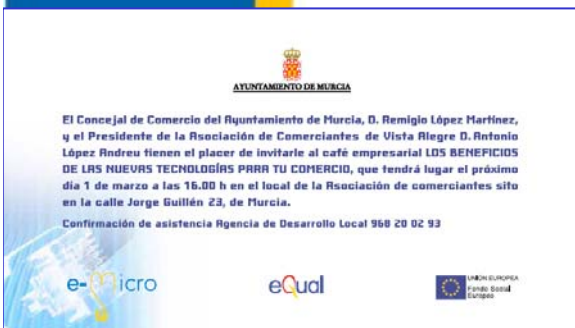 AYUNTAMIENTO DE MURCIA
El Concejal de Comercio del Ayuntamiento de Murcia, D. Remigio López Martínez,
y el Presidente de la Asociación de Comerciantes de Vista Alegre D. Antonio
López Andreu tienen el placer de invitarle al café empresarial LOS BENEFICIOS
DE LAS NUEVAS TECNOLOGÍAS PARA TU COMERCIO, que tendrá lugar el próximo
día 1 de marzo a las 16.00 h en el local de la Asociación de comerciantes sito
en la calle Jorge Guillén 23, de Murcia.
Confirmación de asistencia Agencia de Desarrollo Local 968 20 02 93
e-micro
eQual
UNIÓN EUROPEA
Fondo Social
Europeo